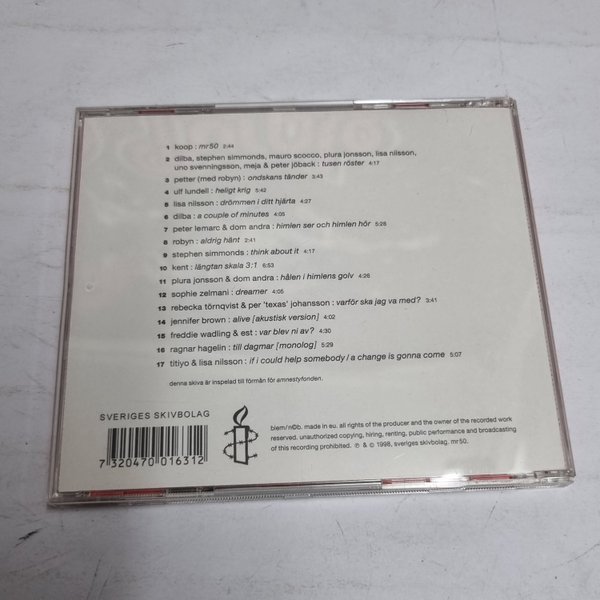 1 koop : mr50 2:44
2 dilba, stephen simmonds, mauro scocco, plura jonsson, lisa nilsson,
uno svenningsson, meja & peter jöback : tusen röster 4:17
3 petter (med robyn) : ondskans tänder 3:43
4 ulf lundell : heligt krig 5:42
5 lisa nilsson : drömmen i ditt hjärta 4:27
6 dilba : a couple of minutes 4:05
7 peter lemarc & dom andra : himlen ser och himlen hör 5:28
8 robyn : aldrig hänt 2:41
9 stephen simmonds : think about it 4:17
10 kent : längtan skala 3:1 6:53
11 plura jonsson & dom andra : hålen i himlens golv 4:26
12 sophie zelmani : dreamer 4:05
13 rebecka törnqvist & per 'texas' johansson : varför ska jag va med? 3:41
14 jennifer brown : alive [akustisk version] 4:02
15 freddie wadling & est : var blev ni av? 4:30
16 ragnar hagelin : till dagmar [monolog] 5:29
17 titiyo & lisa nilsson : if i could help somebody / a change is gonna come 5:07
denna skiva är inspelad till förmån för amnestyfonden.
SVERIGES SKIVBOLAG
7 320470 016312
biem/n©b. made in eu. all rights of the producer and the owner of the recorded work
reserved. unauthorized copying, hiring, renting, public performance and broadcasting
of this recording prohibited. ℗ & © 1998, sveriges skivbolag. mr50.